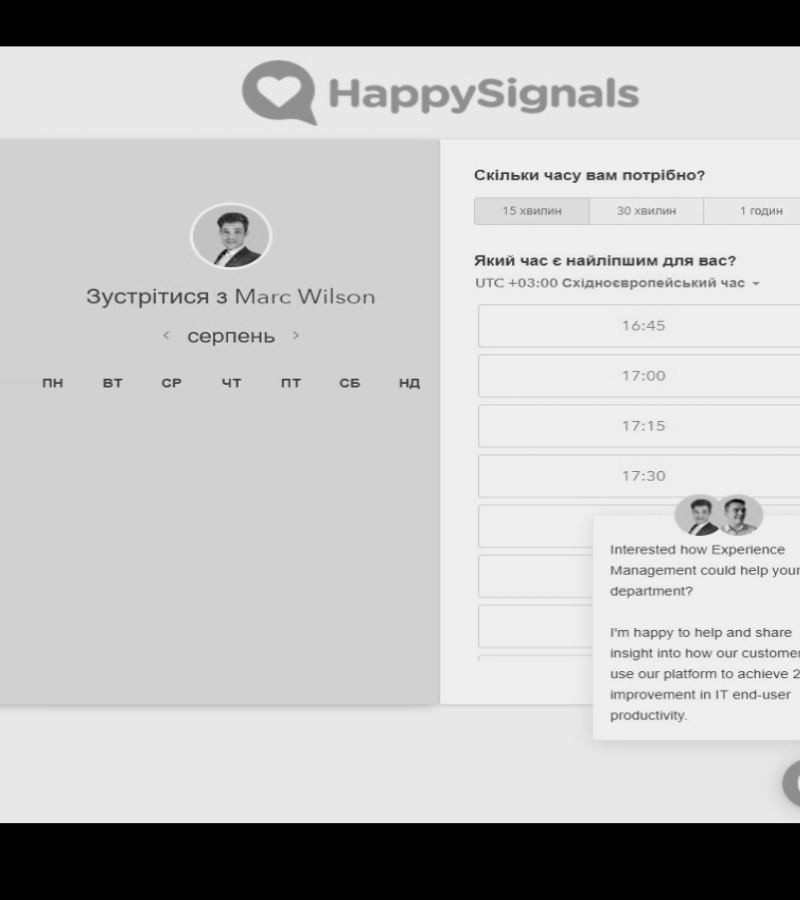 HappySignals
Зустрітися з Marc Wilson
серпень
ПН ВТ СР ЧТ ПТ СБ НД
Скільки часу вам потрібно?
15 хвилин 30 хвилин 1 годин
Який час є найліпшим для вас?
UTC +03:00 Східноєвропейський час
16:45
17:00
17:15
17:30
Interested how Experience
Management could help your
department?
I'm happy to help and share
insight into how our customer
use our platform to achieve 2
improvement in IT end-user
productivity.